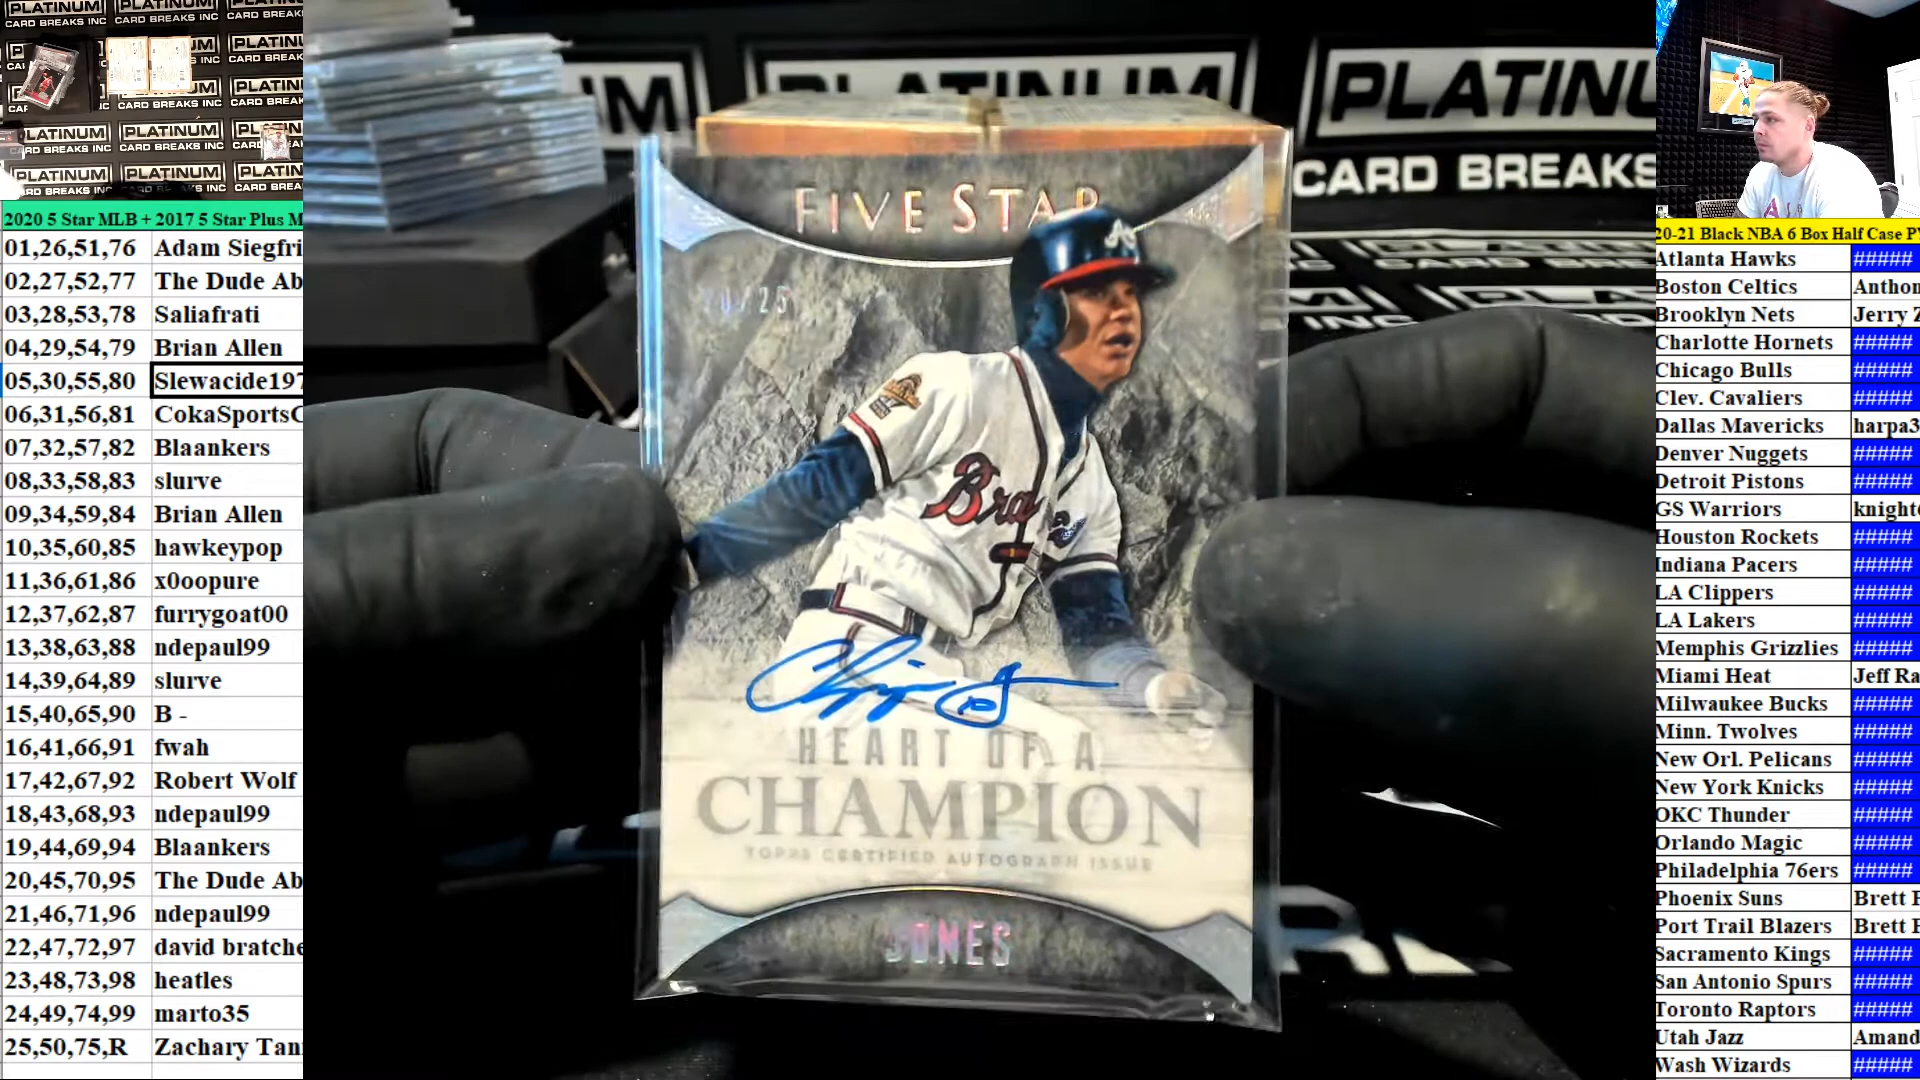 PLATINUM
CARD BREAKS INC
2020 5 Star MLB + 2017 5 Star Plus M
01,26,51,76 Adam Siegfri
02,27,52,77 The Dude Ab
03,28,53,78 Saliafrati
04,29,54,79 Brian Allen
05,30,55,80 Slewacide197
06,31,56,81 CokaSportsC
07,32,57,82 Blaankers
08,33,58,83 slurve
09,34,59,84 Brian Allen
10,35,60,85 hawkeypop
11,36,61,86 x0oopure
12,37,62,87 furrygoat00
13,38,63,88 ndepaul99
14,39,64,89 slurve
15,40,65,90 B -
16,41,66,91 fwah
17,42,67,92 Robert Wolf
18,43,68,93 ndepaul99
19,44,69,94 Blaankers
20,45,70,95 The Dude Ab
21,46,71,96 ndepaul99
22,47,72,97 david bratche
23,48,73,98 heatles
24,49,74,99 marto35
25,50,75,R Zachary Tan
PLATINUM
PLATINU
CARD BREAKS
FIVE STAR
/25
A
Bra
HEART OF A
CHAMPION
TOPPS CERTIFIED AUTOGRAPH ISSUE
JONES
20-21 Black NBA 6 Box Half Case P
Atlanta Hawks #####
Boston Celtics Anthon
Brooklyn Nets Jerry Z
Charlotte Hornets #####
Chicago Bulls #####
Clev. Cavaliers #####
Dallas Mavericks harpa3
Denver Nuggets #####
Detroit Pistons #####
GS Warriors knight
Houston Rockets #####
Indiana Pacers #####
LA Clippers #####
LA Lakers #####
Memphis Grizzlies #####
Miami Heat Jeff Ra
Milwaukee Bucks #####
Minn. Twolves #####
New Orl. Pelicans #####
New York Knicks #####
OKC Thunder #####
Orlando Magic #####
Philadelphia 76ers #####
Phoenix Suns Brett
Port Trail Blazers Brett
Sacramento Kings #####
San Antonio Spurs #####
Toronto Raptors #####
Utah Jazz Amand
Wash Wizards #####